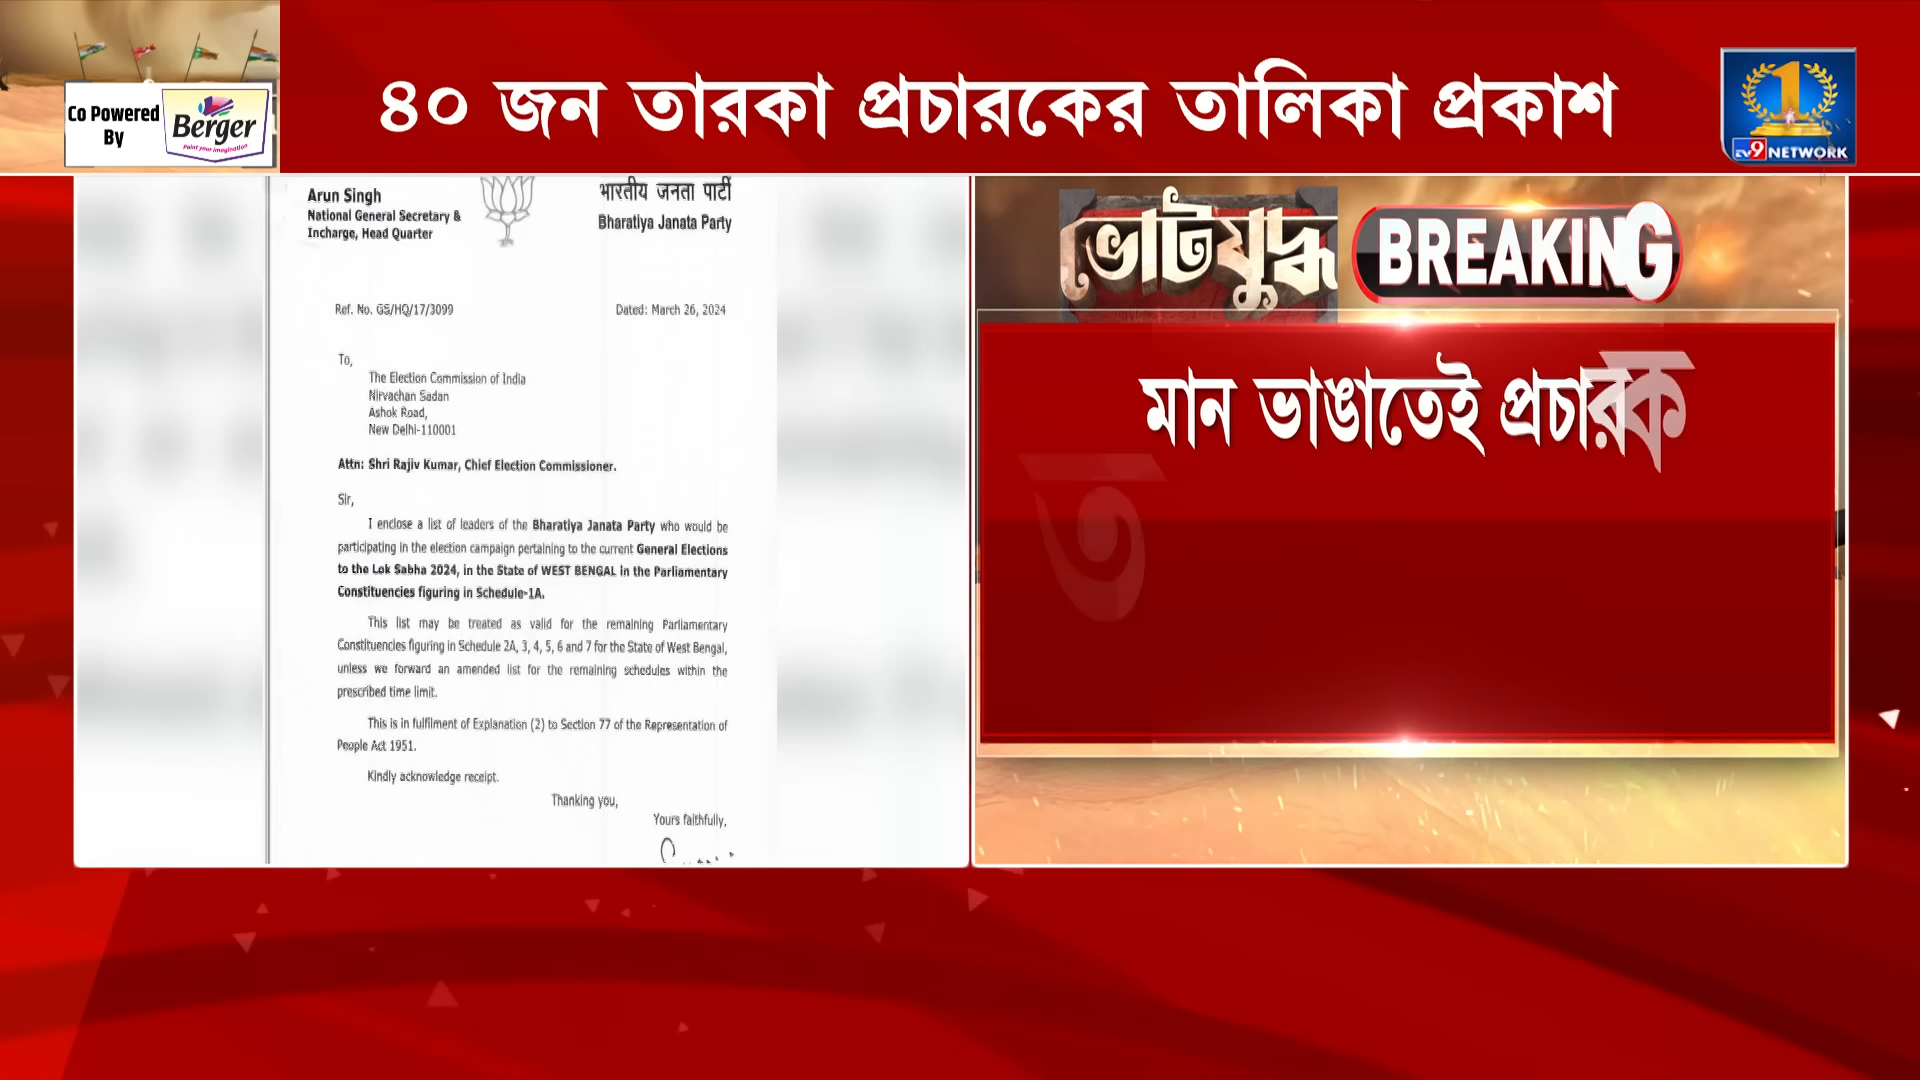 Co Powered
By
Berger
Paint your imagination
৪০ জন তারকা প্রচারকের তালিকা প্রকাশ
1
TV9 NETWORK
Arun Singh
National General Secretary &
Incharge, Head Quarter
भारतीय जनता पार्टी
Bharatiya Janata Party
Ref. No. GS/HQ/17/3099
Dated: March 26, 2024
To,
The Election Commission of India
Nirvachan Sadan
Ashok Road,
New Delhi-110001
Attn: Shri Rajiv Kumar, Chief Election Commissioner.
Sir,
I enclose a list of leaders of the Bharatiya Janata Party who would be
participating in the election campaign pertaining to the current General Elections
to the Lok Sabha 2024, in the State of WEST BENGAL in the Parliamentary
Constituencies figuring in Schedule-1A.
This list may be treated as valid for the remaining Parliamentary
Constituencies figuring in Schedule 2A, 3, 4, 5, 6 and 7 for the State of West Bengal,
unless we forward an amended list for the remaining schedules within the
prescribed time limit.
This is in fulfilment of Explanation (2) to Section 77 of the Representation of
People Act 1951.
Kindly acknowledge receipt.
Thanking you,
Yours faithfully,
ভোটযুদ্ধ
BREAKING
মান ভাঙাতেই প্রচারক
ত